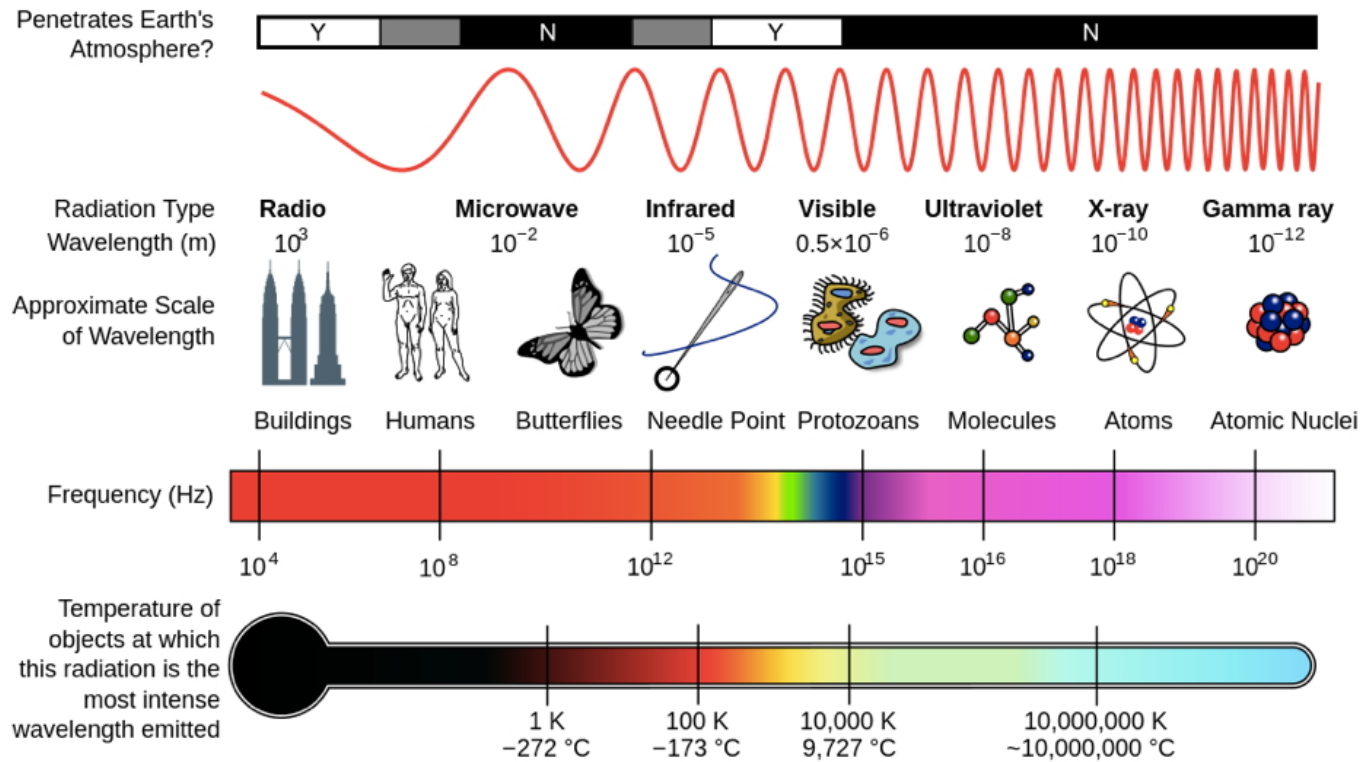 Penetrates Earth's
Atmosphere?
Y N Y N
Radiation Type
Radio Microwave Infrared Visible Ultraviolet X-ray Gamma ray
Wavelength (m)
10³ 10⁻² 10⁻⁵ 0.5×10⁻⁶ 10⁻⁸ 10⁻¹⁰ 10⁻¹²
Approximate Scale
of Wavelength
Buildings Humans Butterflies Needle Point Protozoans Molecules Atoms Atomic Nuclei
Frequency (Hz)
10⁴ 10⁸ 10¹² 10¹⁵ 10¹⁶ 10¹⁸ 10²⁰
Temperature of
objects at which
this radiation is the
most intense
wavelength emitted
1 K 100 K 10,000 K 10,000,000 K
−272 °C −173 °C 9,727 °C ~10,000,000 °C